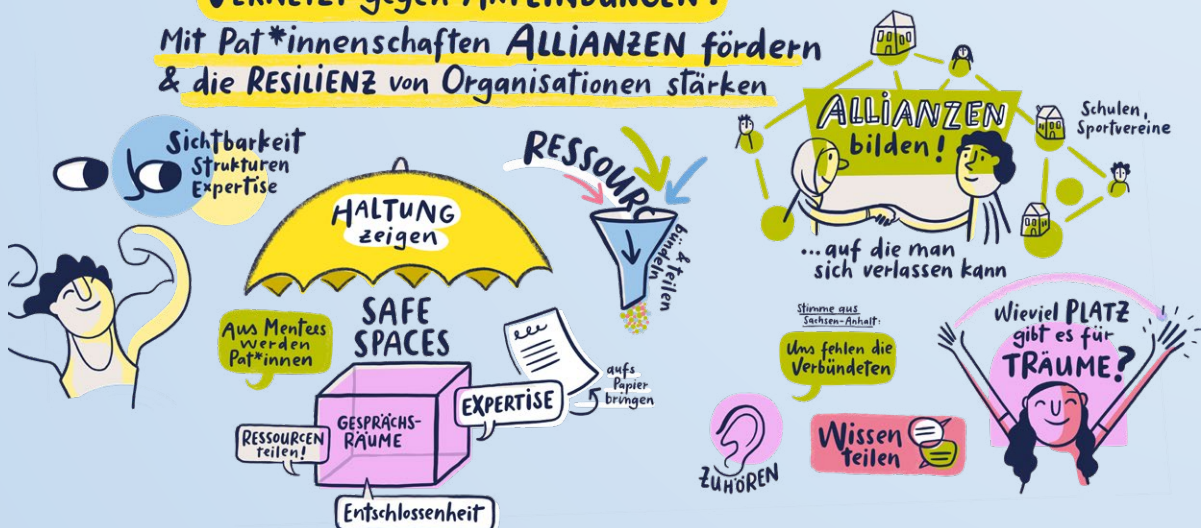 VERNETZT gegen ANFEINDUNGEN!
Mit Pat*innenschaften ALLIANZEN fördern
& die RESILIENZ von Organisationen stärken
Sichtbarkeit
Strukturen
Expertise
HALTUNG
zeigen
SAFE
SPACES
Aus Mentees
werden
Pat*innen
GESPRÄCHS-
RÄUME
RESSOURCEN
teilen!
EXPERTISE
Entschlossenheit
aufs
Papier
bringen
RESSOURC
bündeln
& teilen
ALLIANZEN
bilden!
Schulen,
Sportvereine
...auf die man
sich verlassen kann
Stimme aus
Sachsen-Anhalt:
Uns fehlen die
Verbündeten
ZUHÖREN
Wissen
teilen
Wieviel PLATZ
gibt es für
TRÄUME?